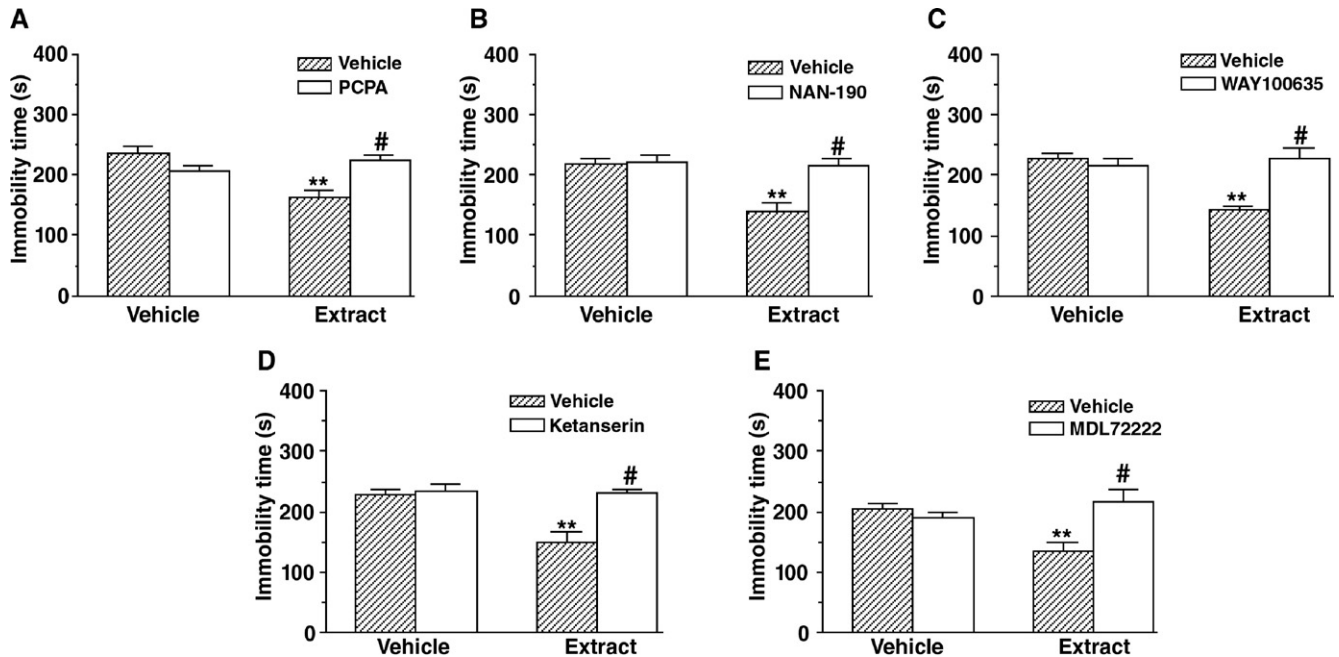 A
Immobility time (s)
400
300
200
100
0
Vehicle
PCPA
**
#
Vehicle Extract
B
Immobility time (s)
400
300
200
100
0
Vehicle
NAN-190
**
#
Vehicle Extract
C
Immobility time (s)
400
300
200
100
0
Vehicle
WAY100635
**
#
Vehicle Extract
D
Immobility time (s)
400
300
200
100
0
Vehicle
Ketanserin
**
#
Vehicle Extract
E
Immobility time (s)
400
300
200
100
0
Vehicle
MDL72222
**
#
Vehicle Extract